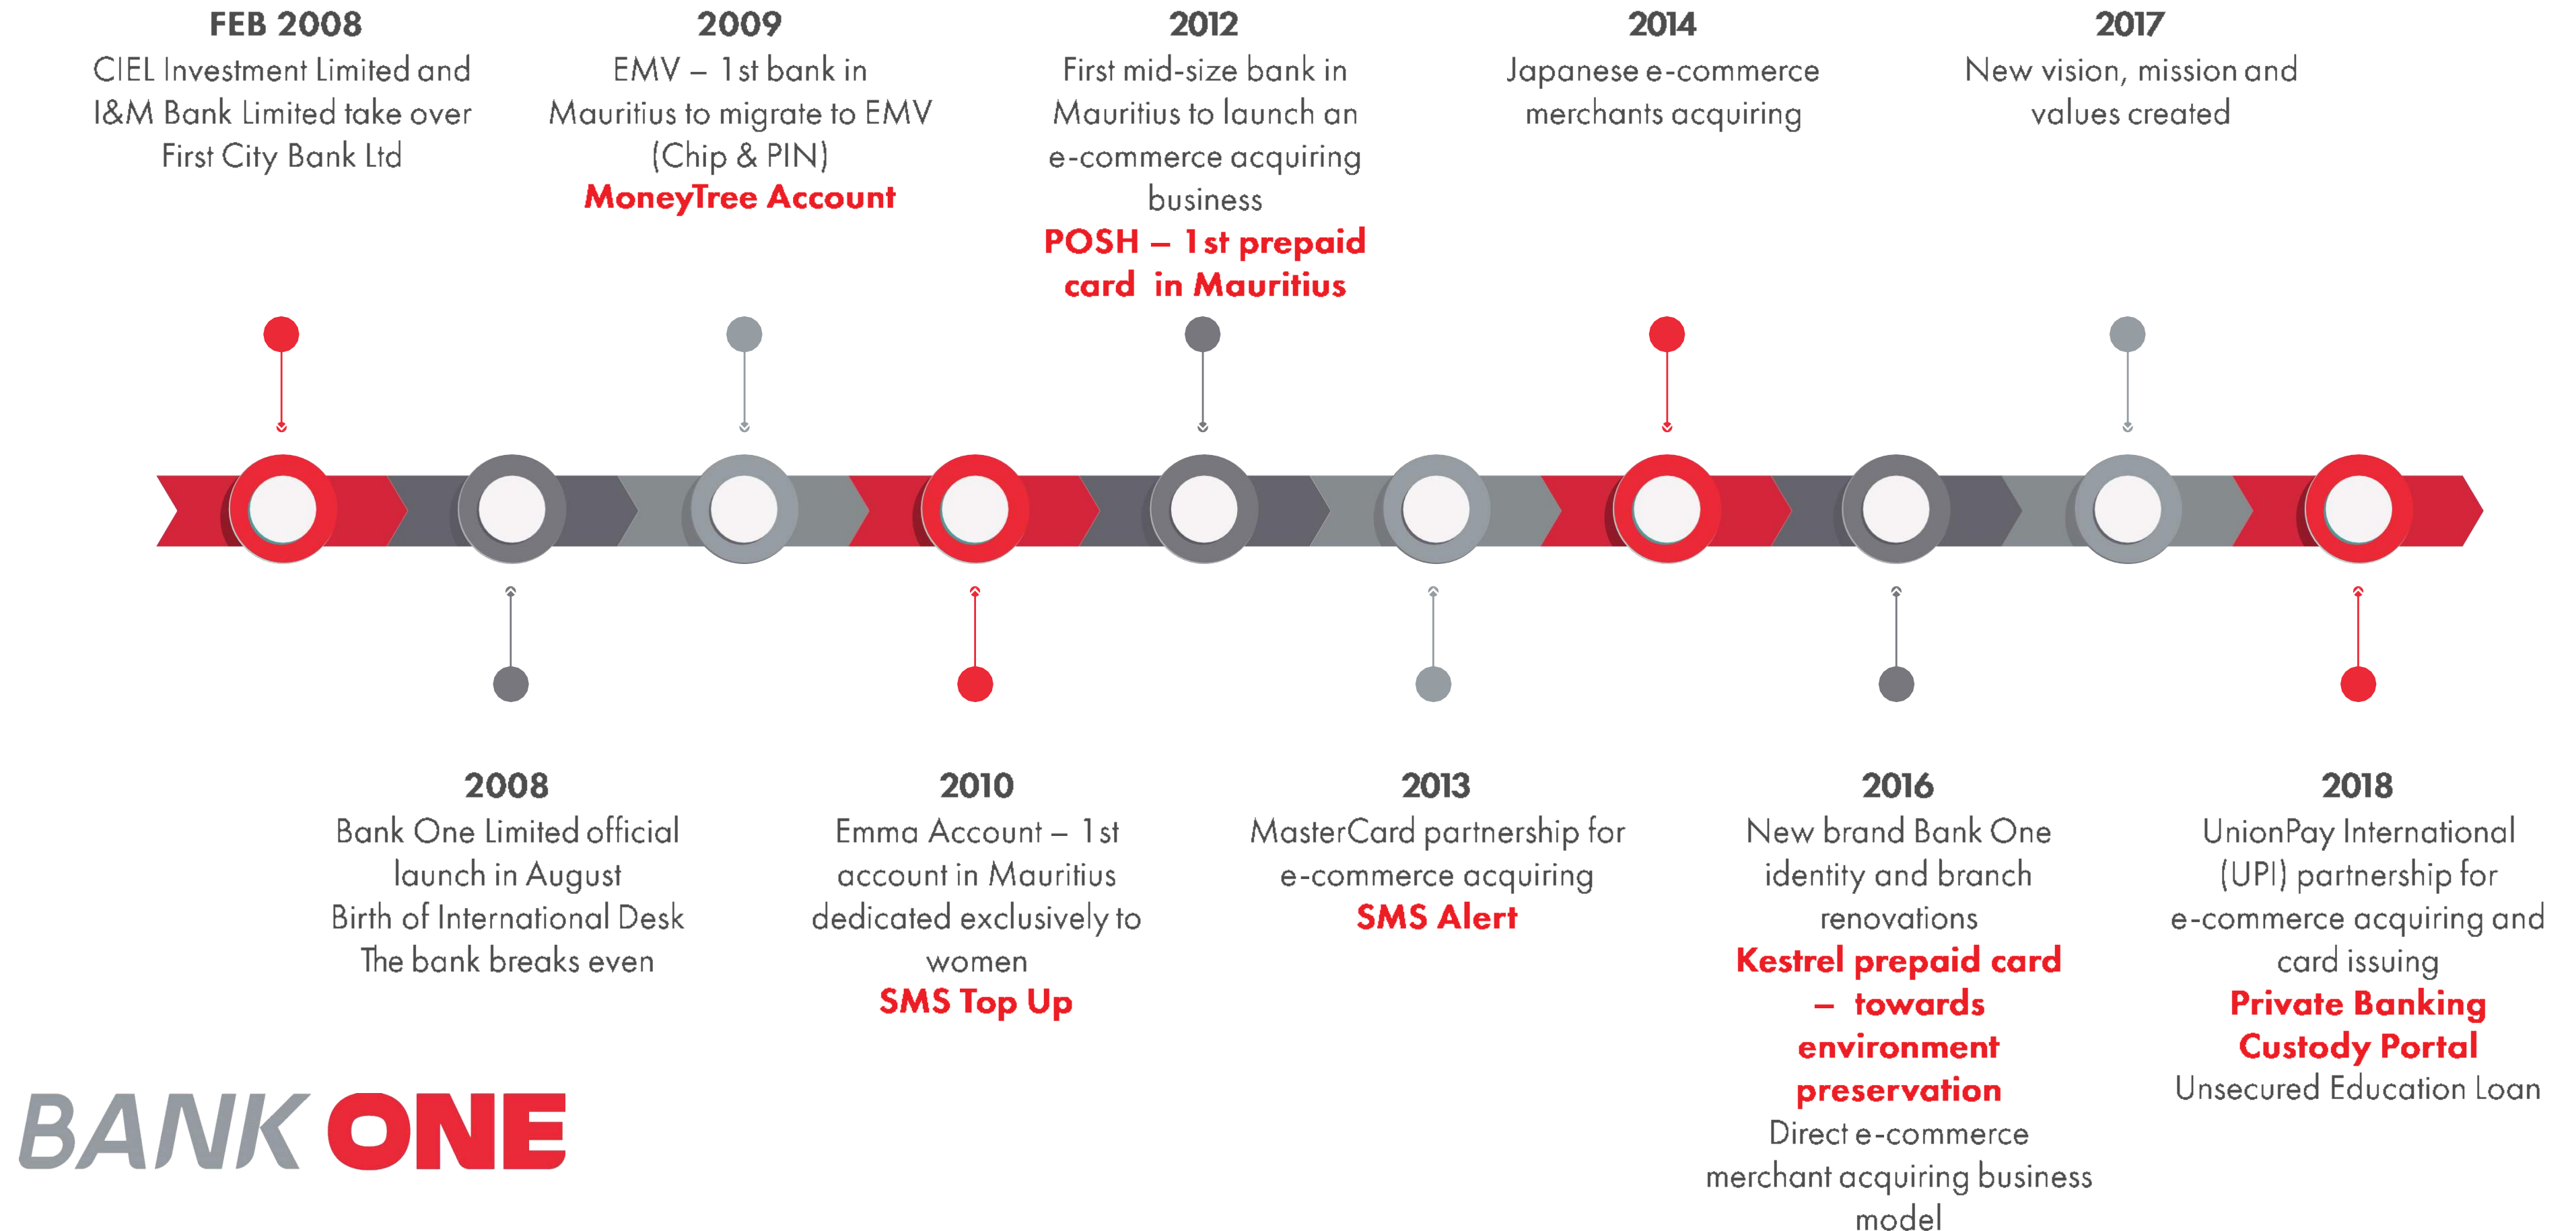 FEB 2008
CIEL Investment Limited and
I&M Bank Limited take over
First City Bank Ltd
2009
EMV – 1st bank in
Mauritius to migrate to EMV
(Chip & PIN)
MoneyTree Account
2012
First mid-size bank in
Mauritius to launch an
e-commerce acquiring
business
POSH – 1st prepaid
card in Mauritius
2014
Japanese e-commerce
merchants acquiring
2017
New vision, mission and
values created
2008
Bank One Limited official
launch in August
Birth of International Desk
The bank breaks even
2010
Emma Account – 1st
account in Mauritius
dedicated exclusively to
women
SMS Top Up
2013
MasterCard partnership for
e-commerce acquiring
SMS Alert
2016
New brand Bank One
identity and branch
renovations
Kestrel prepaid card
– towards
environment
preservation
Direct e-commerce
merchant acquiring business
model
2018
UnionPay International
(UPI) partnership for
e-commerce acquiring and
card issuing
Private Banking
Custody Portal
Unsecured Education Loan
BANK ONE